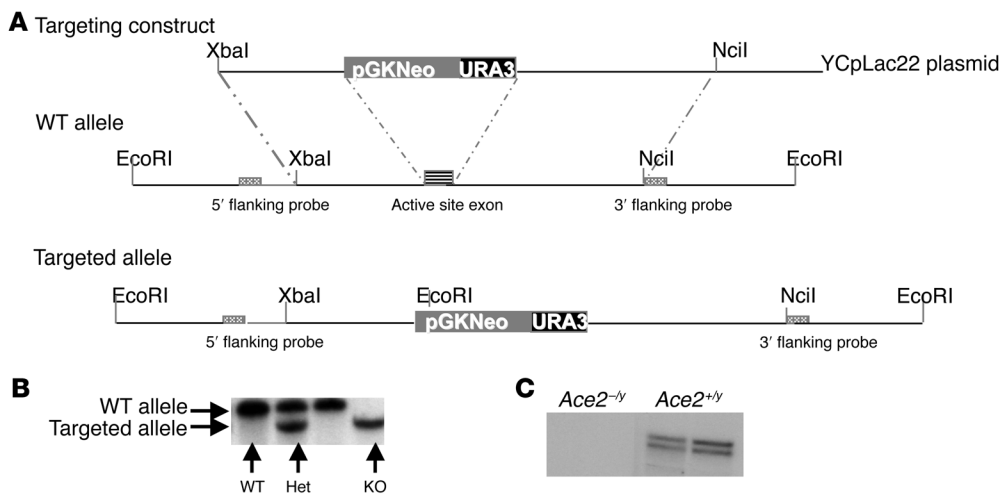 A Targeting construct
XbaI NciI
pGKNeo URA3 YCpLac22 plasmid
WT allele
EcoRI XbaI NciI EcoRI
5′ flanking probe Active site exon 3′ flanking probe
Targeted allele
EcoRI XbaI EcoRI NciI EcoRI
pGKNeo URA3
5′ flanking probe 3′ flanking probe
B
WT allele
Targeted allele
WT Het KO
C
Ace2–/y Ace2+/y